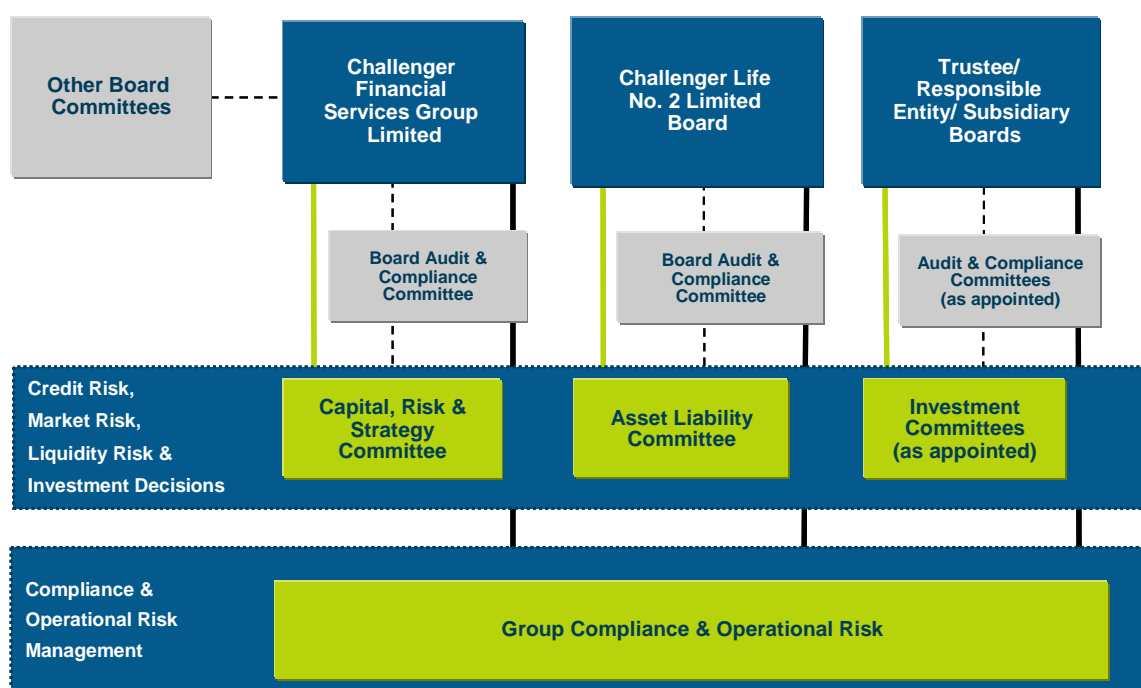 Other Board
Committees
Challenger
Financial
Services Group
Limited
Challenger Life
No. 2 Limited
Board
Trustee/
Responsible
Entity/ Subsidiary
Boards
Board Audit &
Compliance
Committee
Board Audit &
Compliance
Committee
Audit & Compliance
Committees
(as appointed)
Credit Risk,
Market Risk,
Liquidity Risk &
Investment Decisions
Capital, Risk &
Strategy
Committee
Asset Liability
Committee
Investment
Committees
(as appointed)
Compliance &
Operational Risk
Management
Group Compliance & Operational Risk